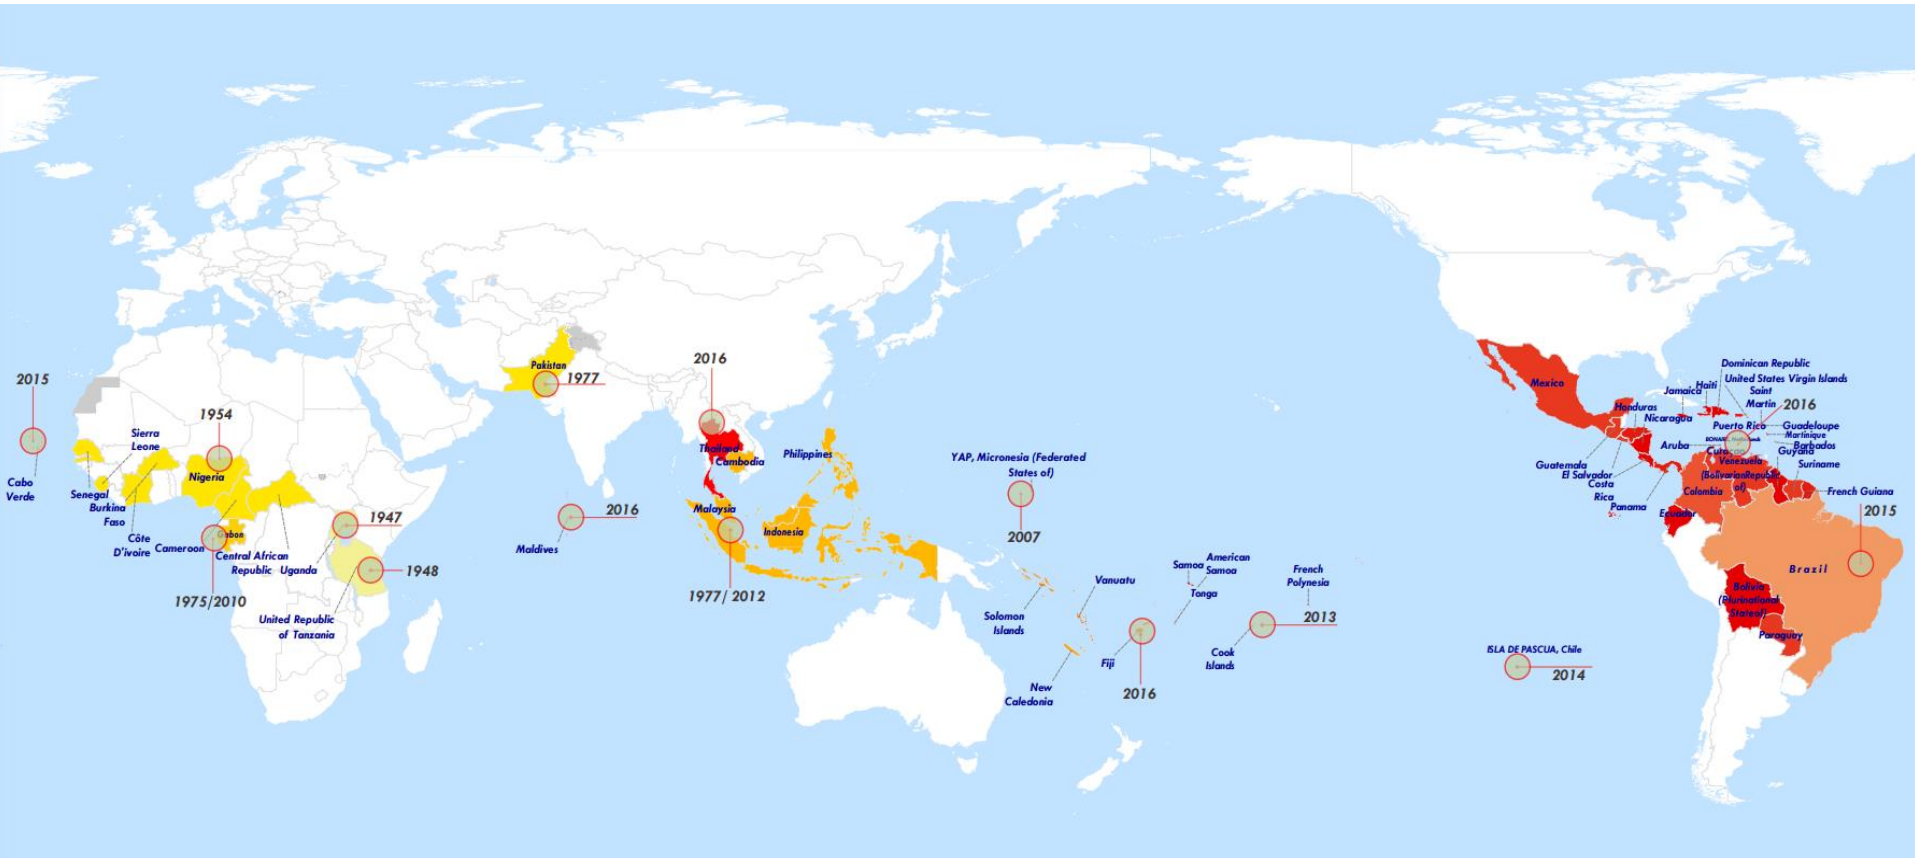 2015
Cabo
Verde
1954
Sierra
Leone
Nigeria
Senegal
Burkina
Faso
Côte
D'ivoire
Cameroon
Gabon
Central African
Republic
Uganda
1947
1948
1975/2010
United Republic
of Tanzania
Pakistan
1977
2016
Thailand
Cambodia
Philippines
2016
Maldives
Malaysia
Indonesia
1977/ 2012
YAP, Micronesia (Federated
States of)
2007
Solomon
Islands
Vanuatu
Samoa
American
Samoa
Tonga
French
Polynesia
2013
Cook
Islands
Fiji
2016
New
Caledonia
ISLA DE PASCUA, Chile
2014
Mexico
Dominican Republic
United States Virgin Islands
Haiti
Jamaica
Saint
Martin
2016
Honduras
Nicaragua
Puerto Rico
Guadeloupe
Martinique
Barbados
Aruba
Guyana
Suriname
Venezuela
(BolivarianRepublic
of)
Guatemala
El Salvador
Costa
Rica
Panama
Colombia
French Guiana
Ecuador
2015
Brazil
Bolivia
(Plurinational
Stateof)
Paraguay